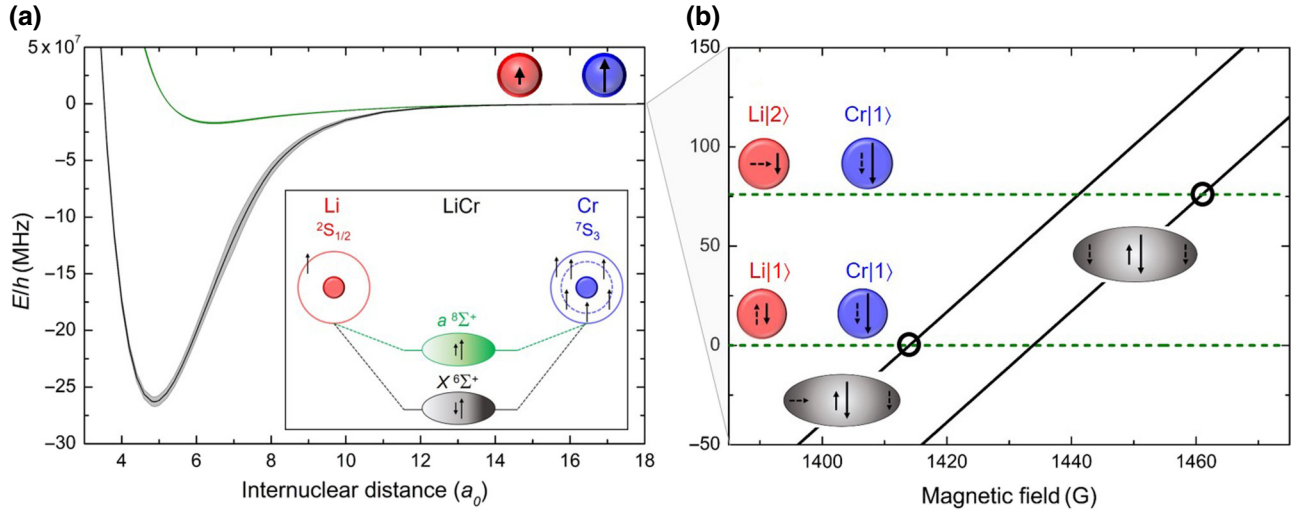 (a)
5 x 10⁷
0
−5
−10
−15
−20
−25
−30
E/h (MHz)
4 6 8 10 12 14 16 18
Internuclear distance (a₀)
Li LiCr Cr
²S₁/₂ ⁷S₃
a ⁸Σ⁺
X ⁶Σ⁺
(b)
150
100
50
0
−50
Li|2⟩ Cr|1⟩
Li|1⟩ Cr|1⟩
1400 1420 1440 1460
Magnetic field (G)